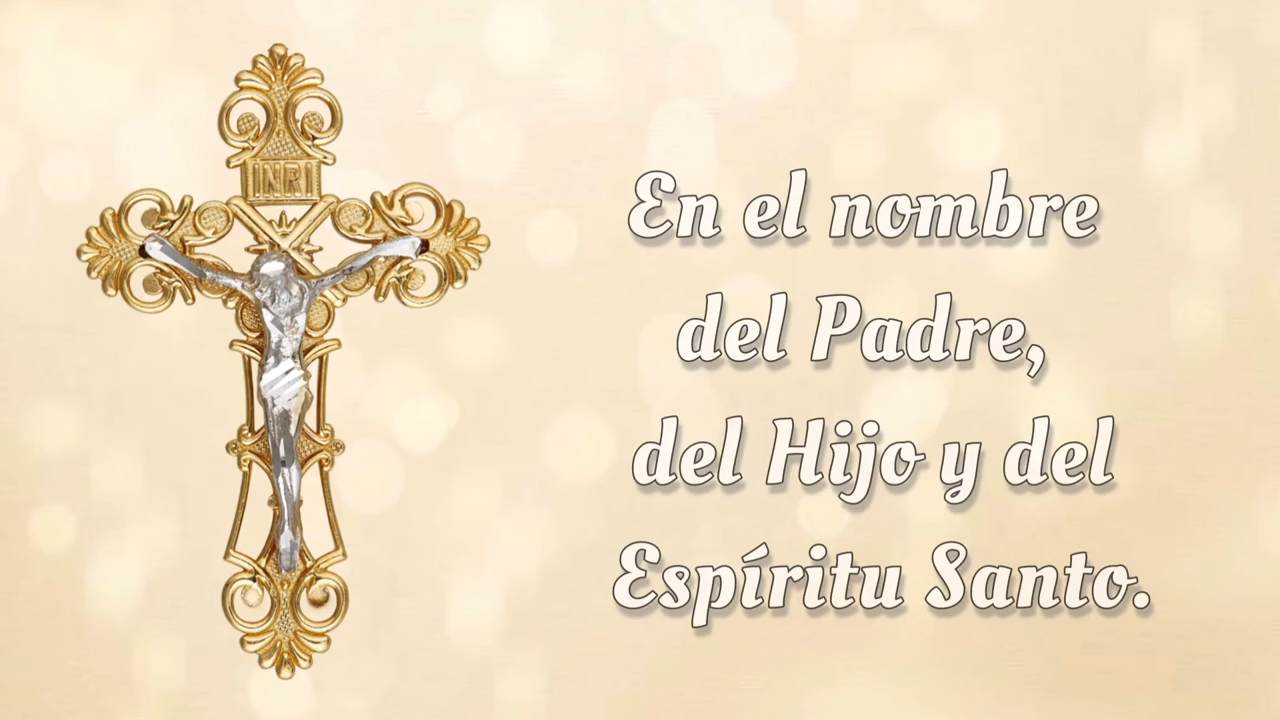 INRI
En el nombre
del Padre,
del Hijo y del
Espíritu Santo.